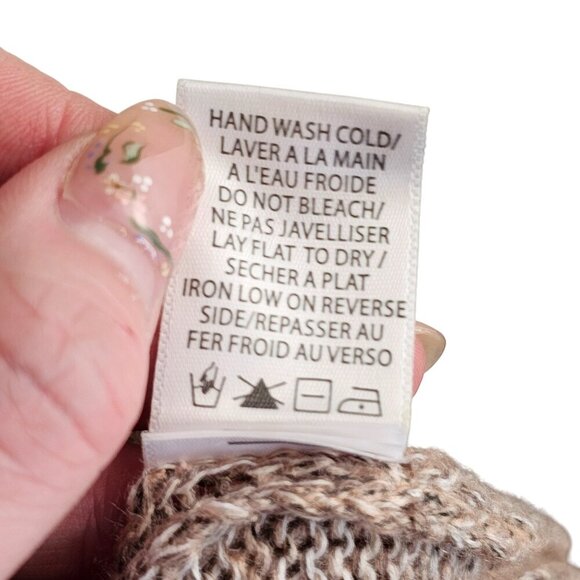 HAND WASH COLD/
LAVER A LA MAIN
A L'EAU FROIDE
DO NOT BLEACH/
NE PAS JAVELLISER
LAY FLAT TO DRY /
SECHER A PLAT
IRON LOW ON REVERSE
SIDE/REPASSER AU
FER FROID AU VERSO